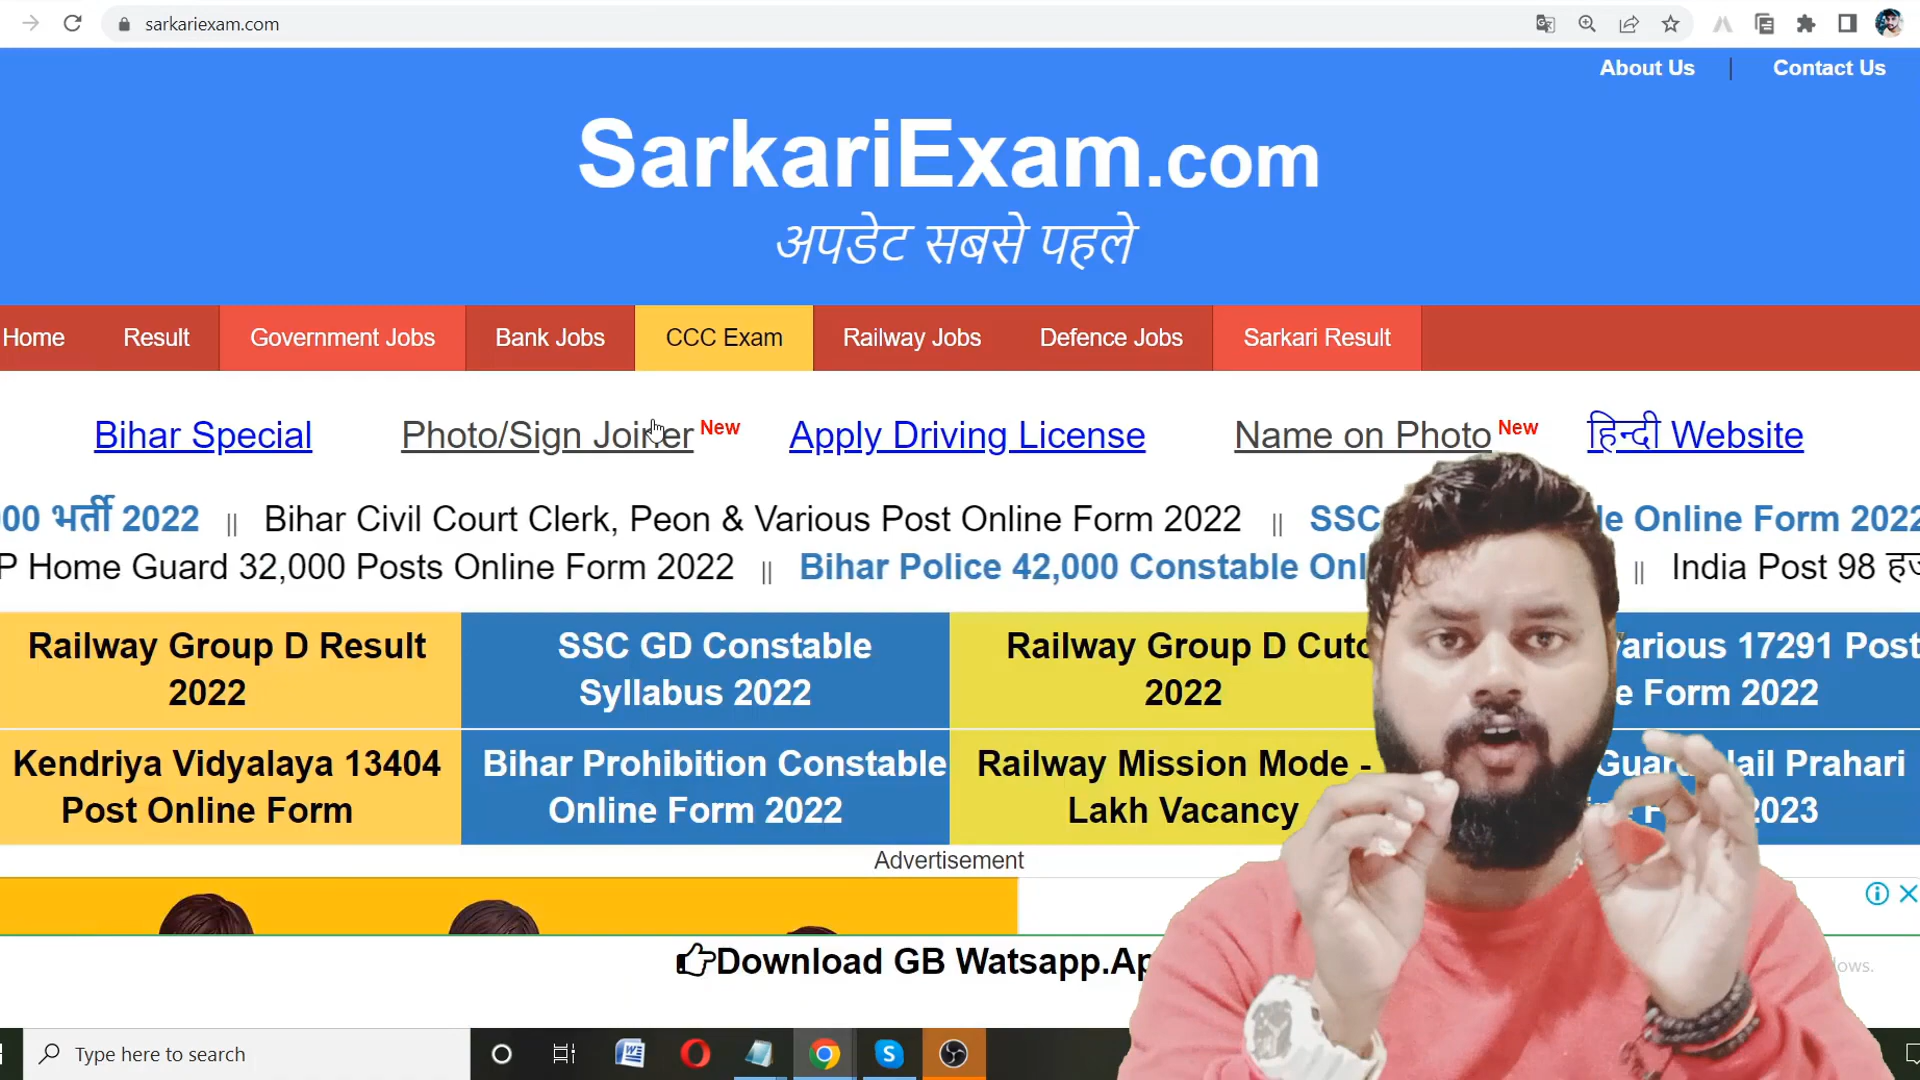 sarkariexam.com
About Us | Contact Us
SarkariExam.com
अपडेट सबसे पहले
Home Result Government Jobs Bank Jobs CCC Exam Railway Jobs Defence Jobs Sarkari Result
Bihar Special Photo/Sign Joiner New Apply Driving License Name on Photo New हिन्दी Website
00 भर्ती 2022 || Bihar Civil Court Clerk, Peon & Various Post Online Form 2022 || SSC Online Form 2022
P Home Guard 32,000 Posts Online Form 2022 || Bihar Police 42,000 Constable || India Post 98
Railway Group D Result
2022
SSC GD Constable
Syllabus 2022
Railway Group D
2022
17291 Post
Form 2022
Kendriya Vidyalaya 13404
Post Online Form
Bihar Prohibition Constable
Online Form 2022
Railway Mission Mode -
Lakh Vacancy
Prahari
2023
Advertisement
Download GB Watsapp.Ap
Type here to search